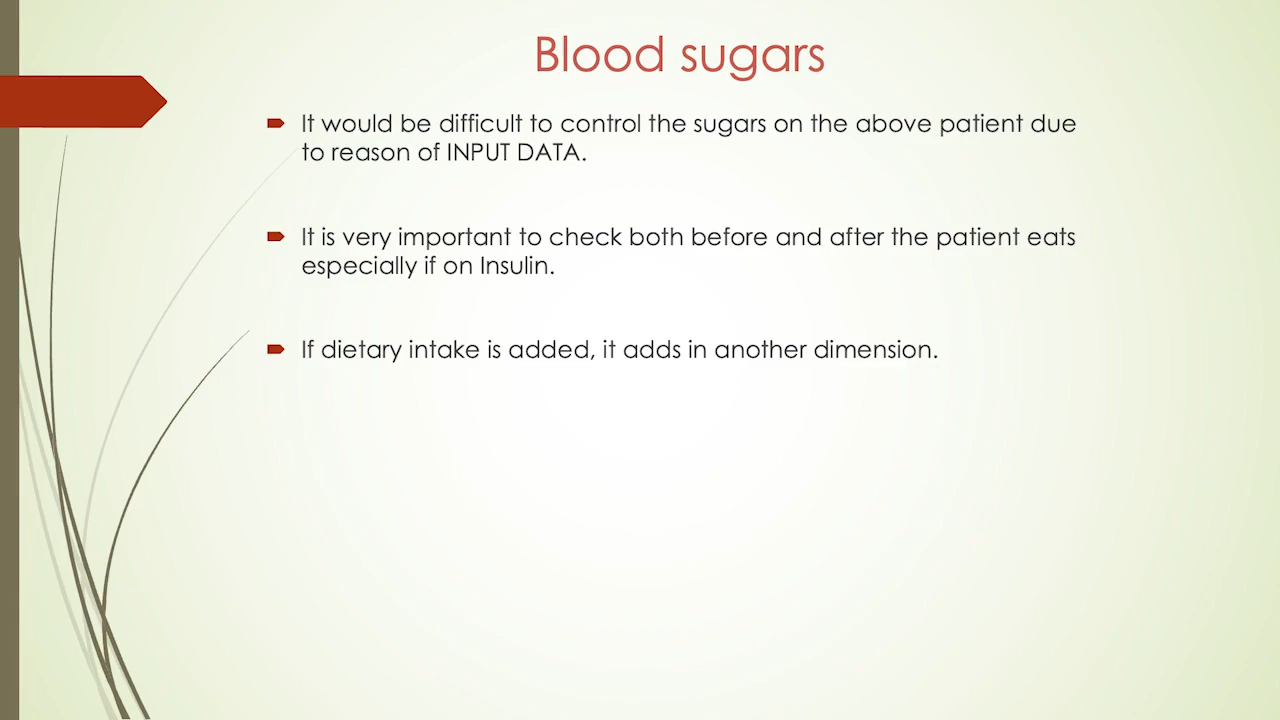 Blood sugars
It would be difficult to control the sugars on the above patient due
to reason of INPUT DATA.
It is very important to check both before and after the patient eats
especially if on Insulin.
If dietary intake is added, it adds in another dimension.